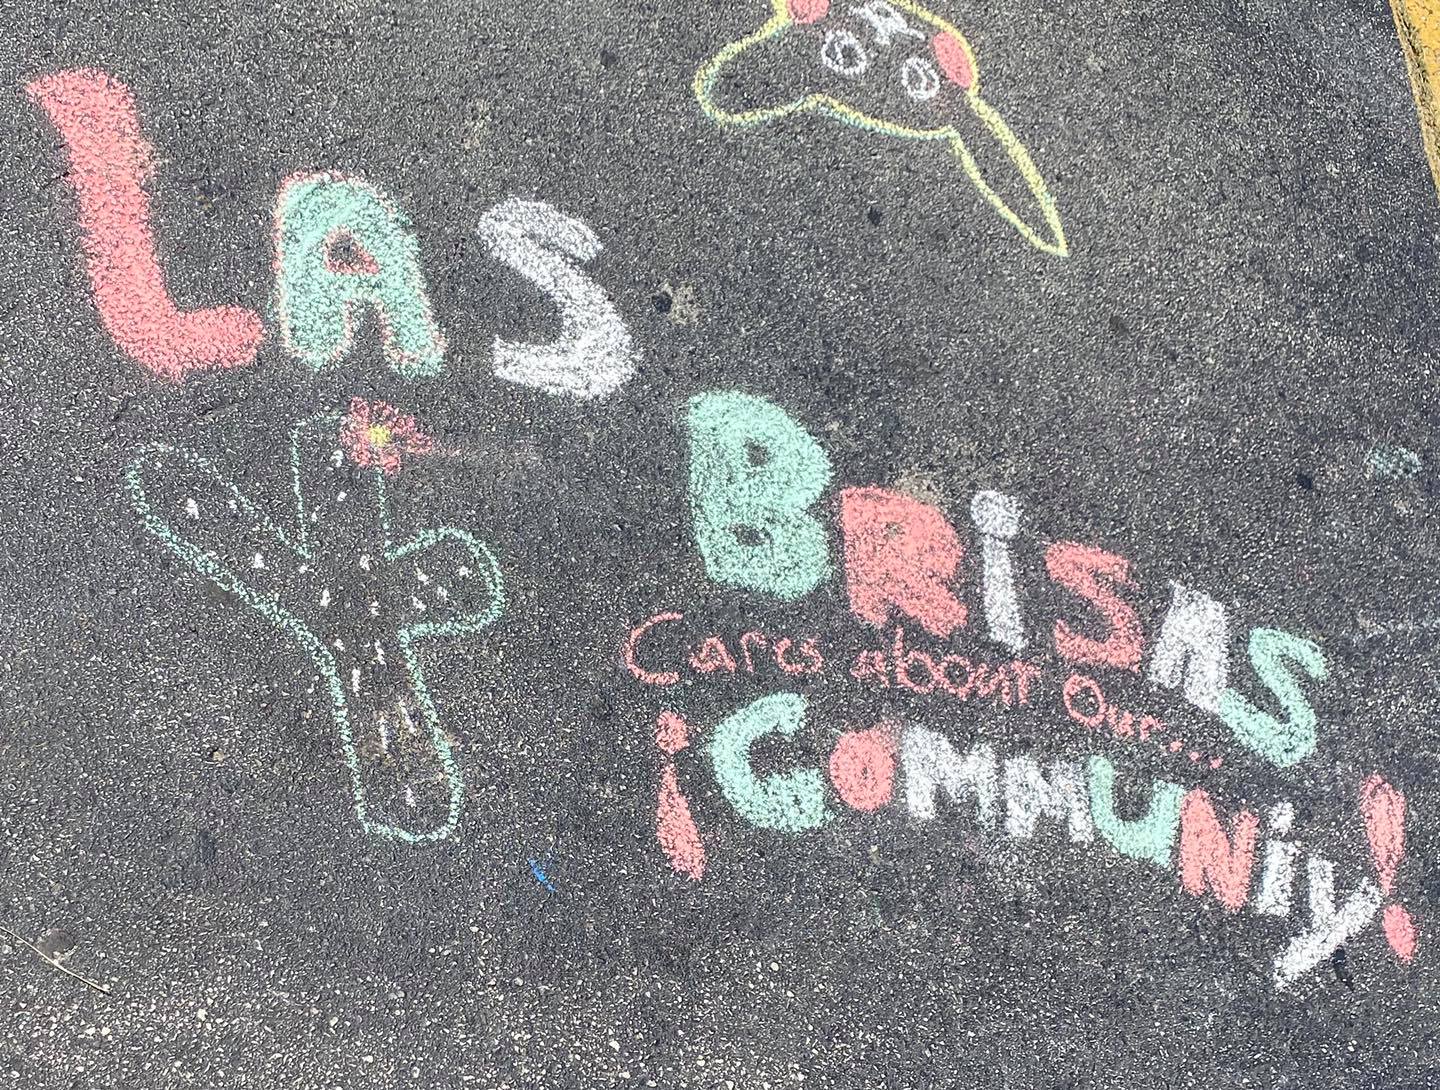 LAS
BRiSAS
Cares about Our...
¡COMMUNiy!